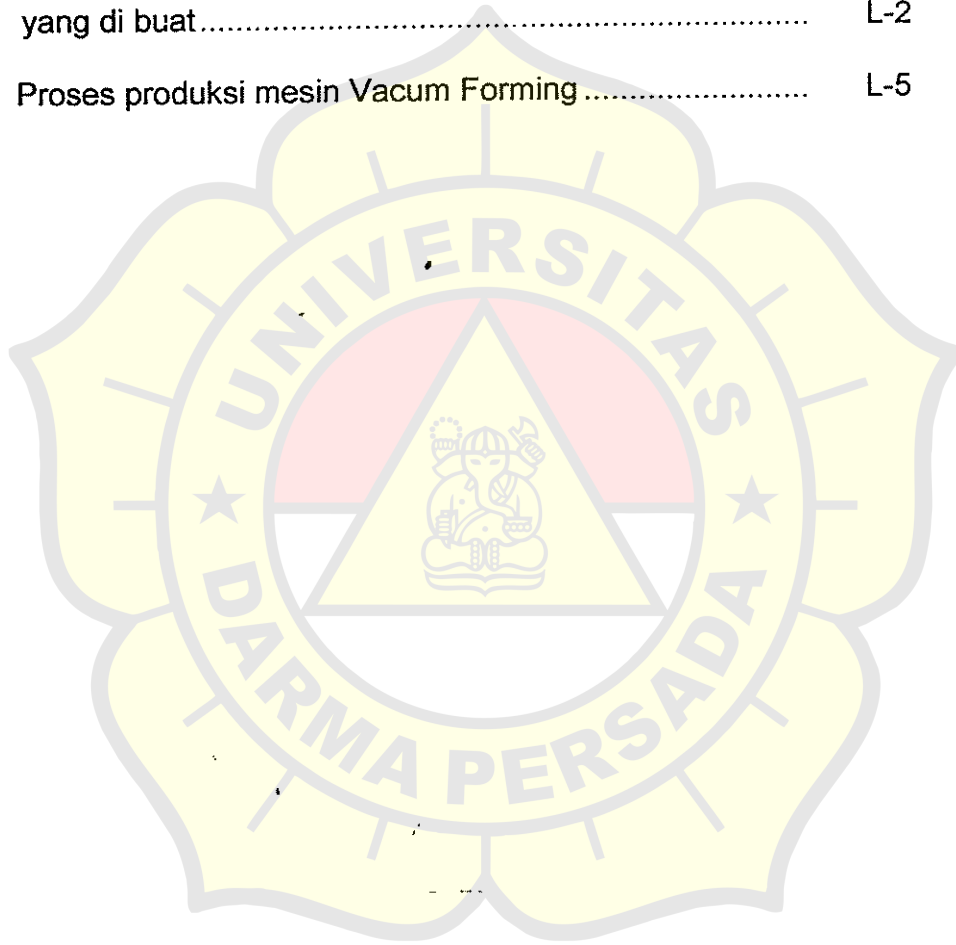 yang di buat.................................................................... L-2
Proses produksi mesin Vacum Forming ......................... L-5
UNIVERSITAS
DARMA PERSADA